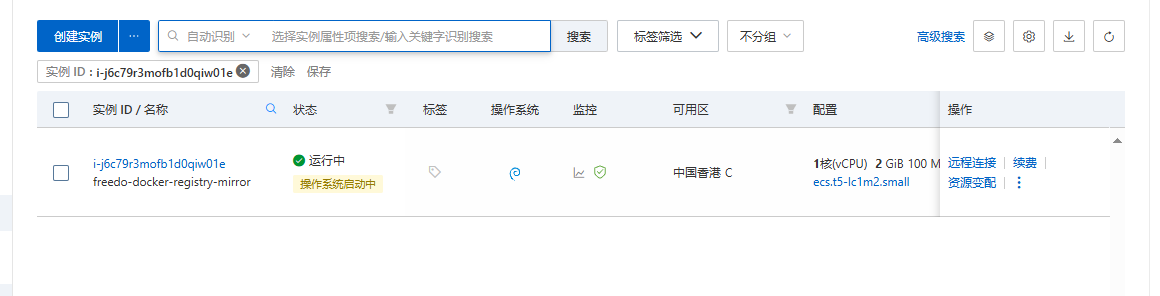 创建实例 ··· 自动识别 选择实例属性项搜索/输入关键字识别搜索 搜索 标签筛选 不分组 高级搜索
实例 ID : i-j6c79r3mofb1d0qiw01e 清除 保存
实例 ID / 名称 状态 标签 操作系统 监控 可用区 配置 操作
i-j6c79r3mofb1d0qiw01e 运行中 中国香港 C 1核(vCPU) 2 GiB 100 M 远程连接 续费
freedo-docker-registry-mirror 操作系统启动中 ecs.t5-lc1m2.small 资源变配